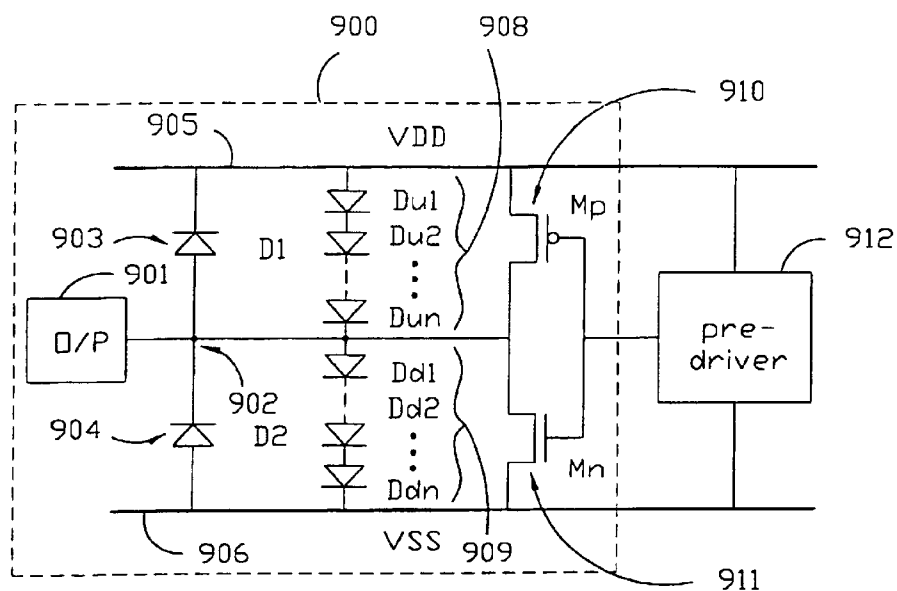 900
908
910
905
VDD
Du1
Mp
Du2
903
D1
912
901
Dun
O/P
pre-
driver
Dd1
902
Dd2
904
D2
Mn
Ddn
906
VSS
909
911